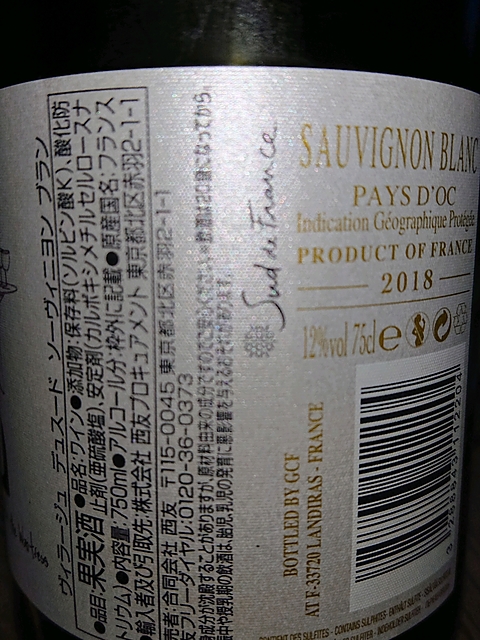 ヴィラージュ デュスード ソーヴィニヨン ブラン
●品目:果実酒●品名:ワイン●添加物:保存料(ソルビン酸K)、酸化防
止剤(亜硫酸塩)、安定剤(カルボキシメチルセルロースナ
トリウム)●内容量:750ml●アルコール分:枠外に記載●原産国名:フランス
●輸入者及び引取先:株式会社 西友プロキュアメント 東京都北区赤羽2-1-1
売者:合同会社 西友 〒115-0045 東京都北区赤羽2-1-1
友フリーダイヤル:0120-36-0373
Sud de France
SAUVIGNON BLANC
PAYS D'OC
Indication Géographique Protégée
PRODUCT OF FRANCE
2018
12%vol 75cl e
BOTTLED BY GCF
AT F-33720 LANDIRAS - FRANCE